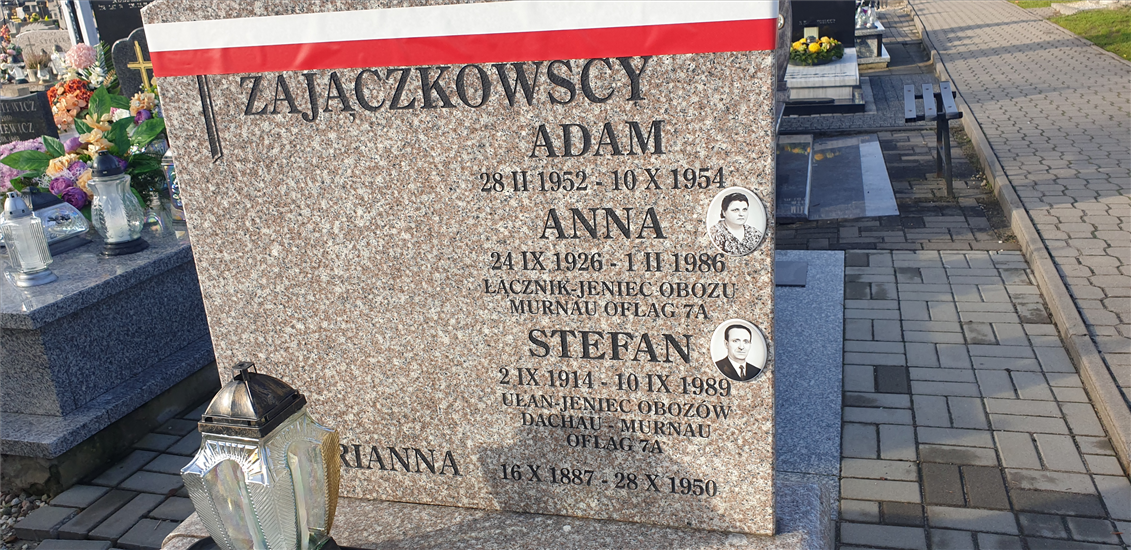 ZAJĄCZKOWSCY
ADAM
28 II 1952 - 10 X 1954
ANNA
24 IX 1926 - 1 II 1986
ŁĄCZNIK-JENIEC OBOZU
MURNAU OFLAG 7A
STEFAN
2 IX 1914 - 10 IX 1989
UŁAN-JENIEC OBOZÓW
DACHAU - MURNAU
OFLAG 7A
RIANNA 16 X 1887 - 28 X 1950